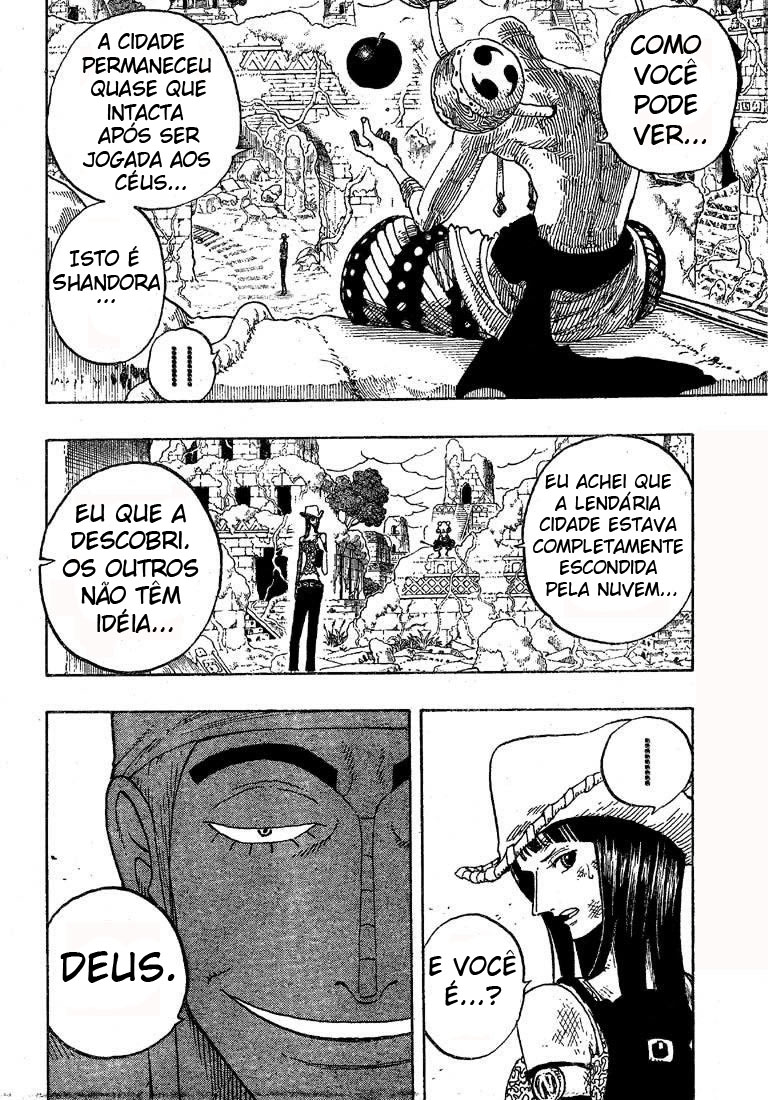 COMO
VOCÊ
PODE
VER...
A CIDADE
PERMANECEU
QUASE QUE
INTACTA
APÓS SER
JOGADA AOS
CÉUS...
ISTO É
SHANDORA
...
EU ACHEI QUE
A LENDÁRIA
CIDADE ESTAVA
COMPLETAMENTE
ESCONDIDA
PELA NUVEM...
EU QUE A
DESCOBRI.
OS OUTROS
NÃO TÊM
IDÉIA...
E VOCÊ
É...?
DEUS.